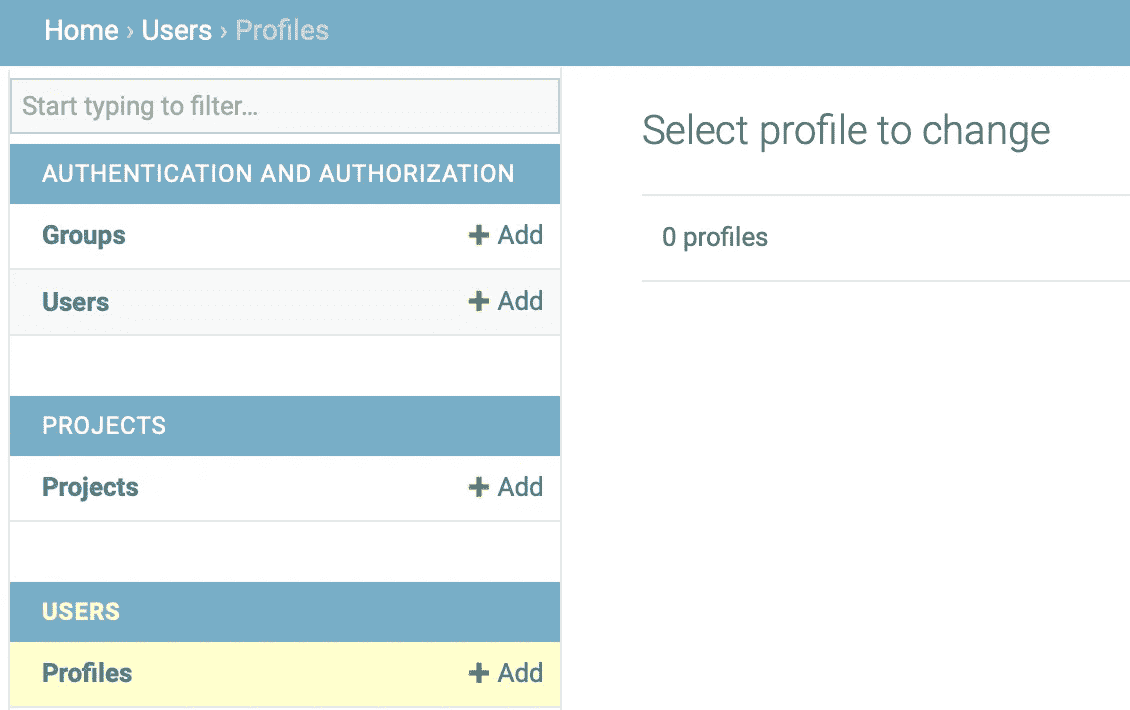 Home › Users › Profiles
Start typing to filter...
AUTHENTICATION AND AUTHORIZATION
Groups + Add
Users + Add
PROJECTS
Projects + Add
USERS
Profiles + Add
Select profile to change
0 profiles